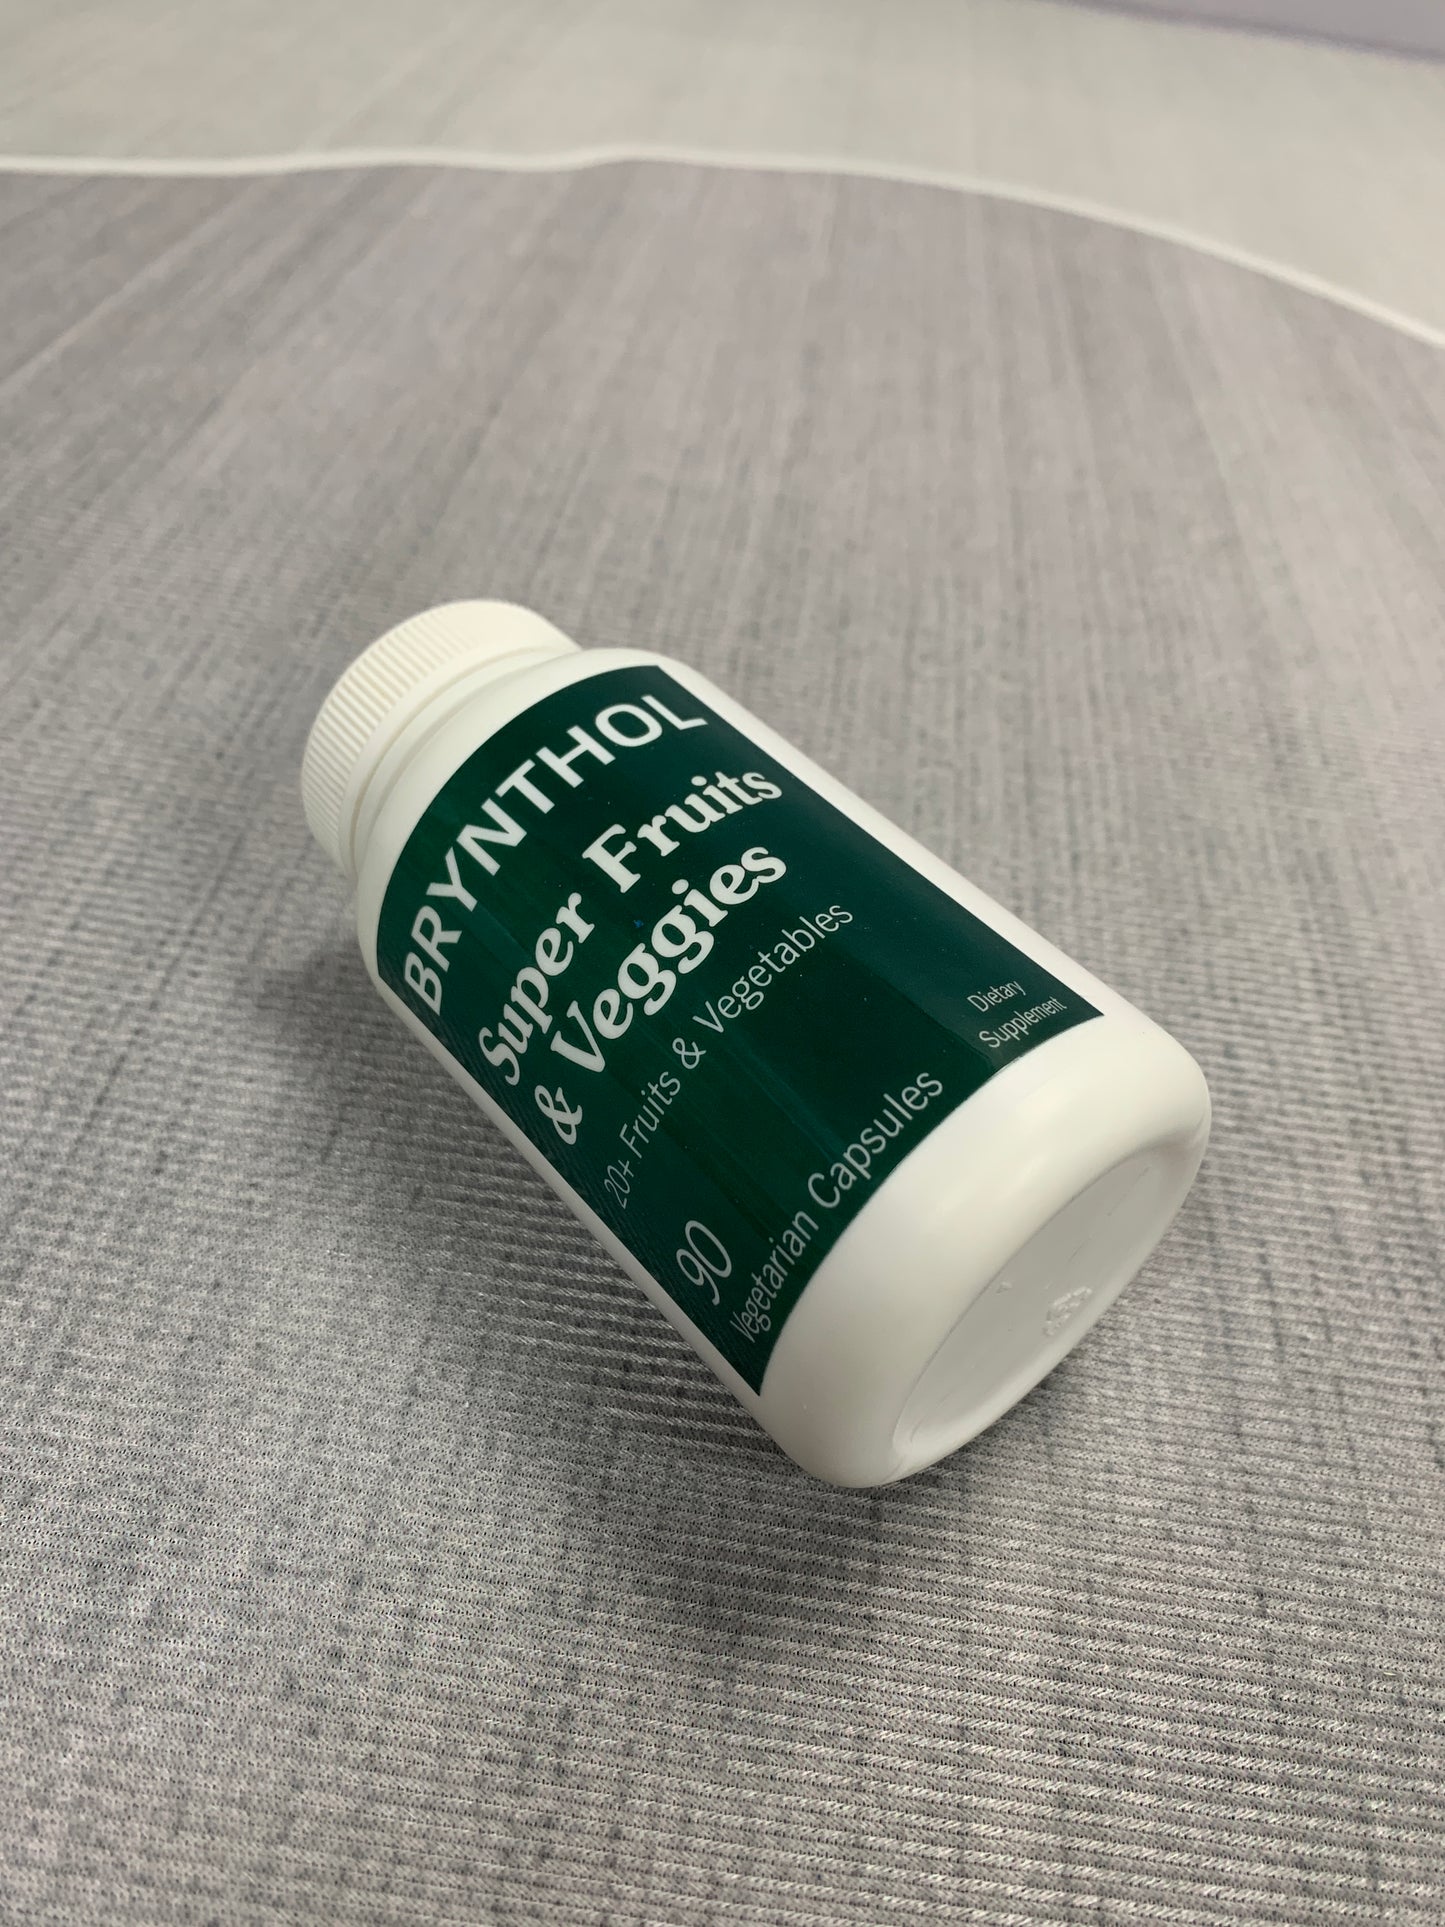 BRYNTHOL
Super Fruits
& Veggies
20+ Fruits & Vegetables
90
Vegetarian Capsules
Dietary
Supplement